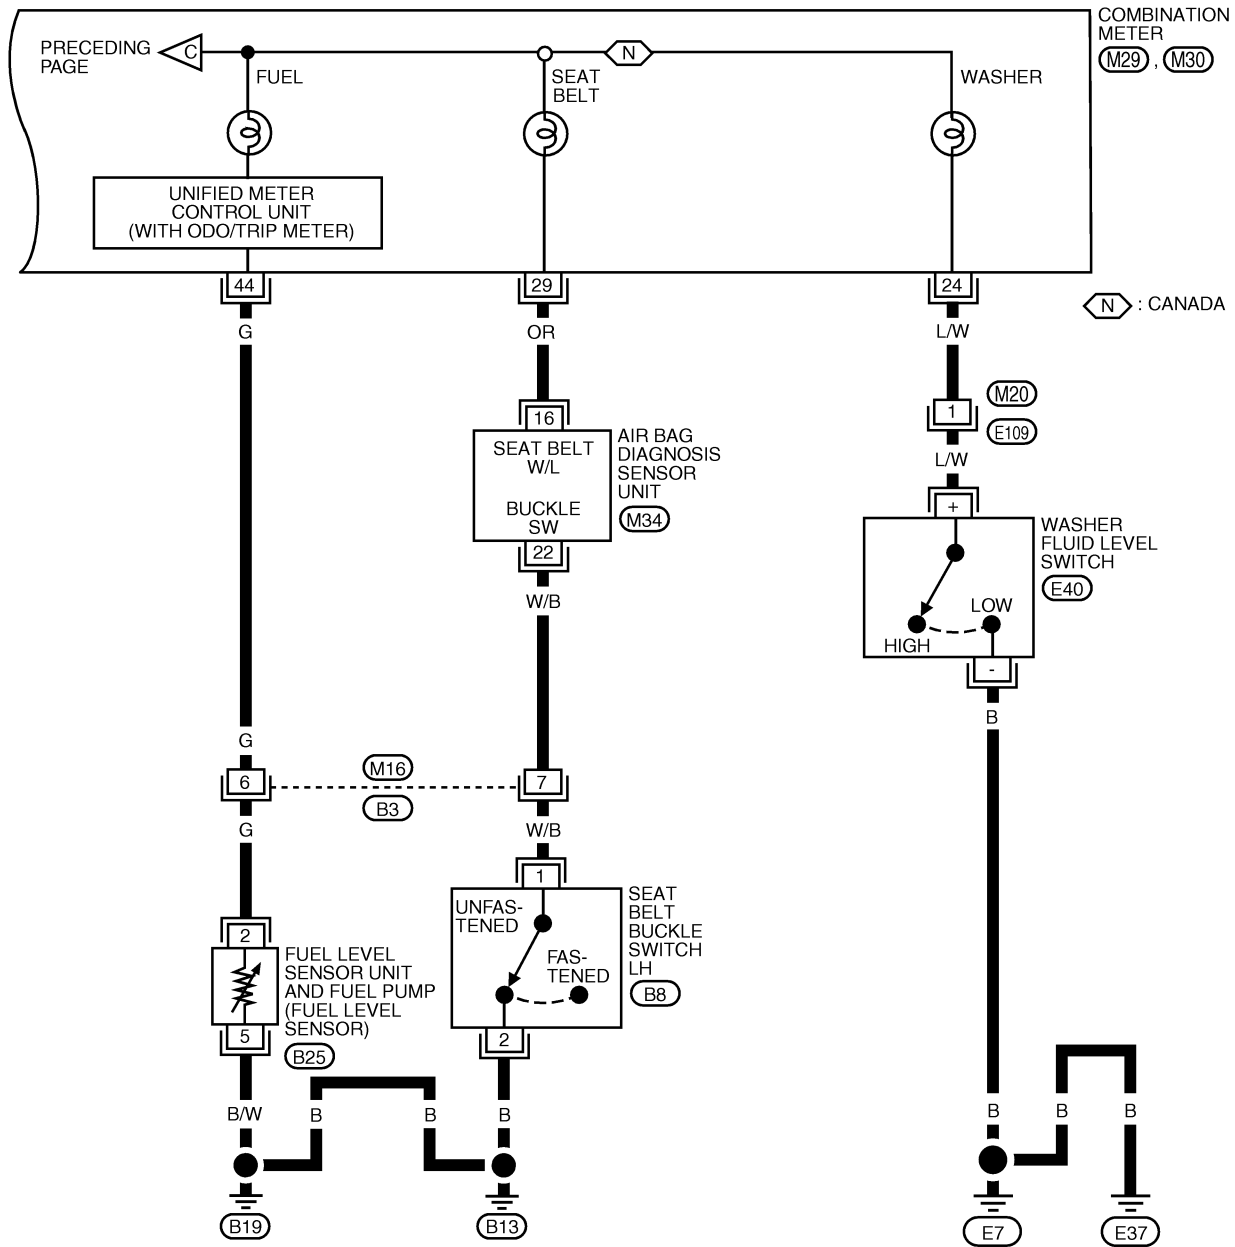 COMBINATION
METER
M29 , M30
PRECEDING
PAGE
C
N
FUEL
SEAT
BELT
WASHER
UNIFIED METER
CONTROL UNIT
(WITH ODO/TRIP METER)
44
29
24
N : CANADA
G
OR
L/W
M20
1
E109
L/W
16
SEAT BELT
W/L
BUCKLE
SW
22
AIR BAG
DIAGNOSIS
SENSOR
UNIT
M34
+
WASHER
FLUID LEVEL
SWITCH
E40
LOW
HIGH
-
W/B
B
G
6
M16
B3
7
G
W/B
1
UNFAS-
TENED
FAS-
TENED
2
SEAT
BELT
BUCKLE
SWITCH
LH
B8
2
FUEL LEVEL
SENSOR UNIT
AND FUEL PUMP
(FUEL LEVEL
SENSOR)
5
B25
B/W
B
B
B
B
B
B
B19
B13
E7
E37